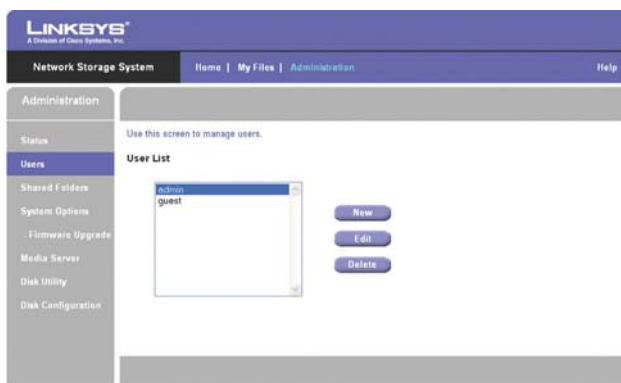 LINKSYS®
A Division of Cisco Systems, Inc.
Network Storage System
Home | My Files | Administration
Help
Administration
Status
Users
Shared Folders
System Options
- Firmware Upgrade
Media Server
Disk Utility
Disk Configuration
Use this screen to manage users.
User List
admin
guest
New
Edit
Delete